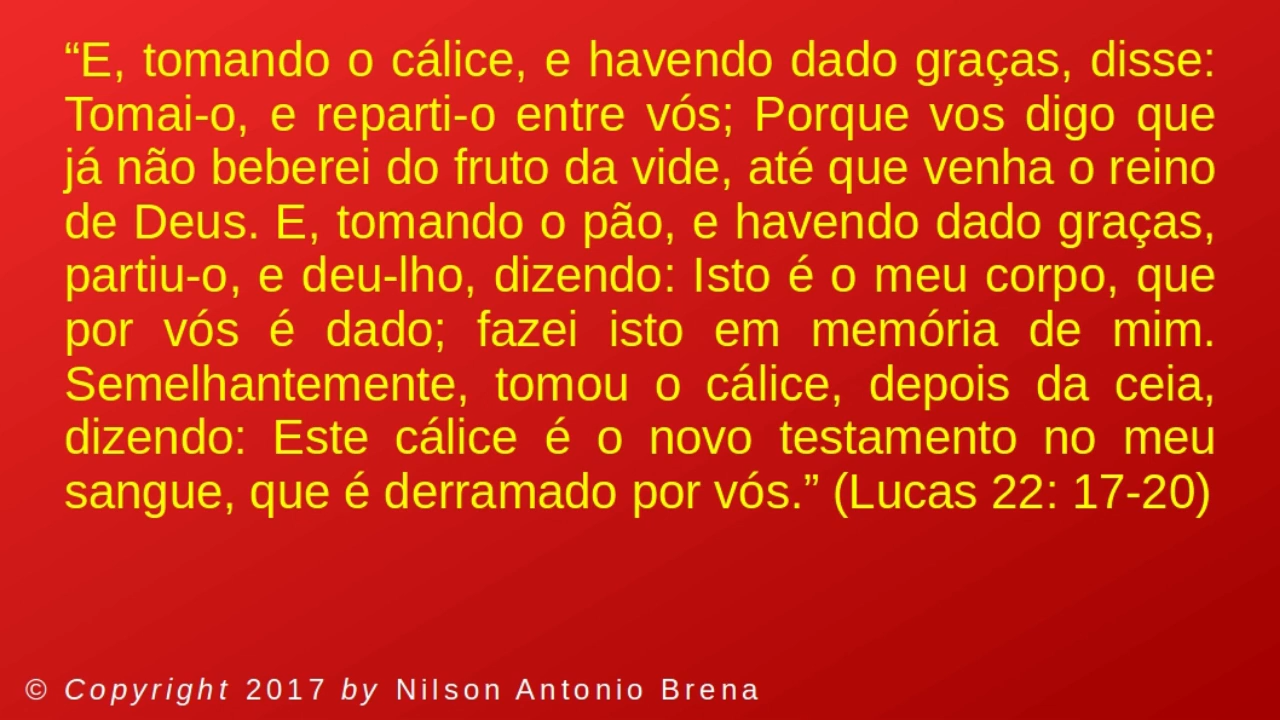 “E, tomando o cálice, e havendo dado graças, disse:
Tomai-o, e reparti-o entre vós; Porque vos digo que
já não beberei do fruto da vide, até que venha o reino
de Deus. E, tomando o pão, e havendo dado graças,
partiu-o, e deu-lho, dizendo: Isto é o meu corpo, que
por vós é dado; fazei isto em memória de mim.
Semelhantemente, tomou o cálice, depois da ceia,
dizendo: Este cálice é o novo testamento no meu
sangue, que é derramado por vós.” (Lucas 22: 17-20)
© Copyright 2017 by Nilson Antonio Brena